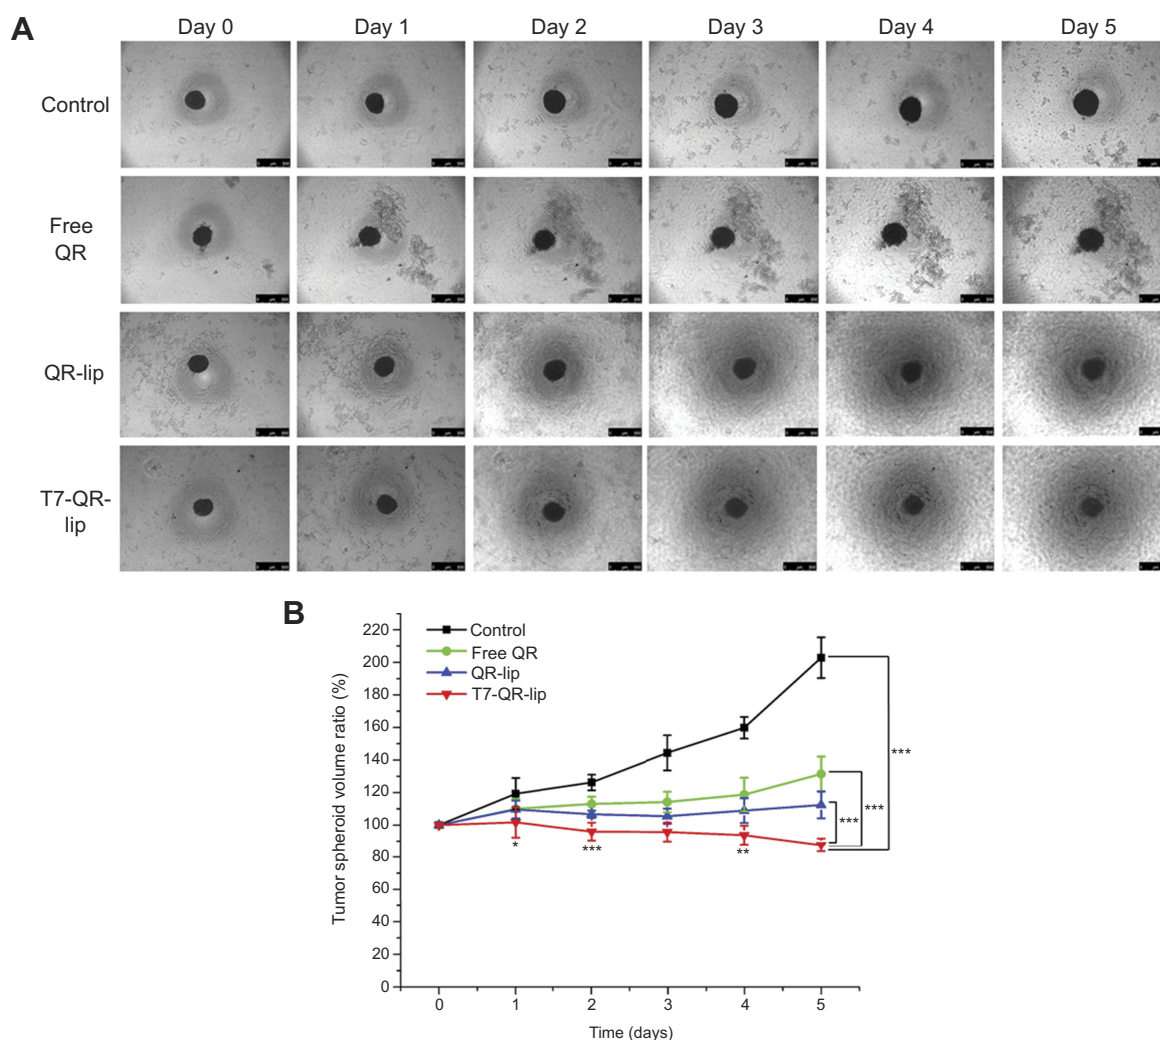 A
Day 0 Day 1 Day 2 Day 3 Day 4 Day 5
Control
Free
QR
QR-lip
T7-QR-
lip
B
Control
Free QR
QR-lip
T7-QR-lip
Tumor spheroid volume ratio (%)
220
200
180
160
140
120
100
80
60
40
20
0
* *** **
***
***
***
0 1 2 3 4 5
Time (days)